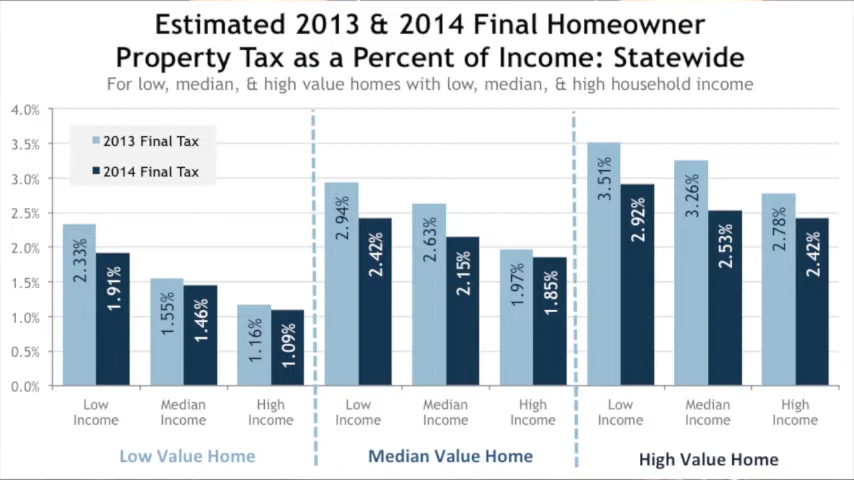 Estimated 2013 & 2014 Final Homeowner
Property Tax as a Percent of Income: Statewide
For low, median, & high value homes with low, median, & high household income
4.0%
3.5%
3.0%
2.5%
2.0%
1.5%
1.0%
0.5%
0.0%
2013 Final Tax
2014 Final Tax
2.33%
1.91%
1.55%
1.46%
1.16%
1.09%
2.94%
2.42%
2.63%
2.15%
1.97%
1.85%
3.51%
2.92%
3.26%
2.53%
2.78%
2.42%
Low
Income
Median
Income
High
Income
Low
Income
Median
Income
High
Income
Low
Income
Median
Income
High
Income
Low Value Home
Median Value Home
High Value Home